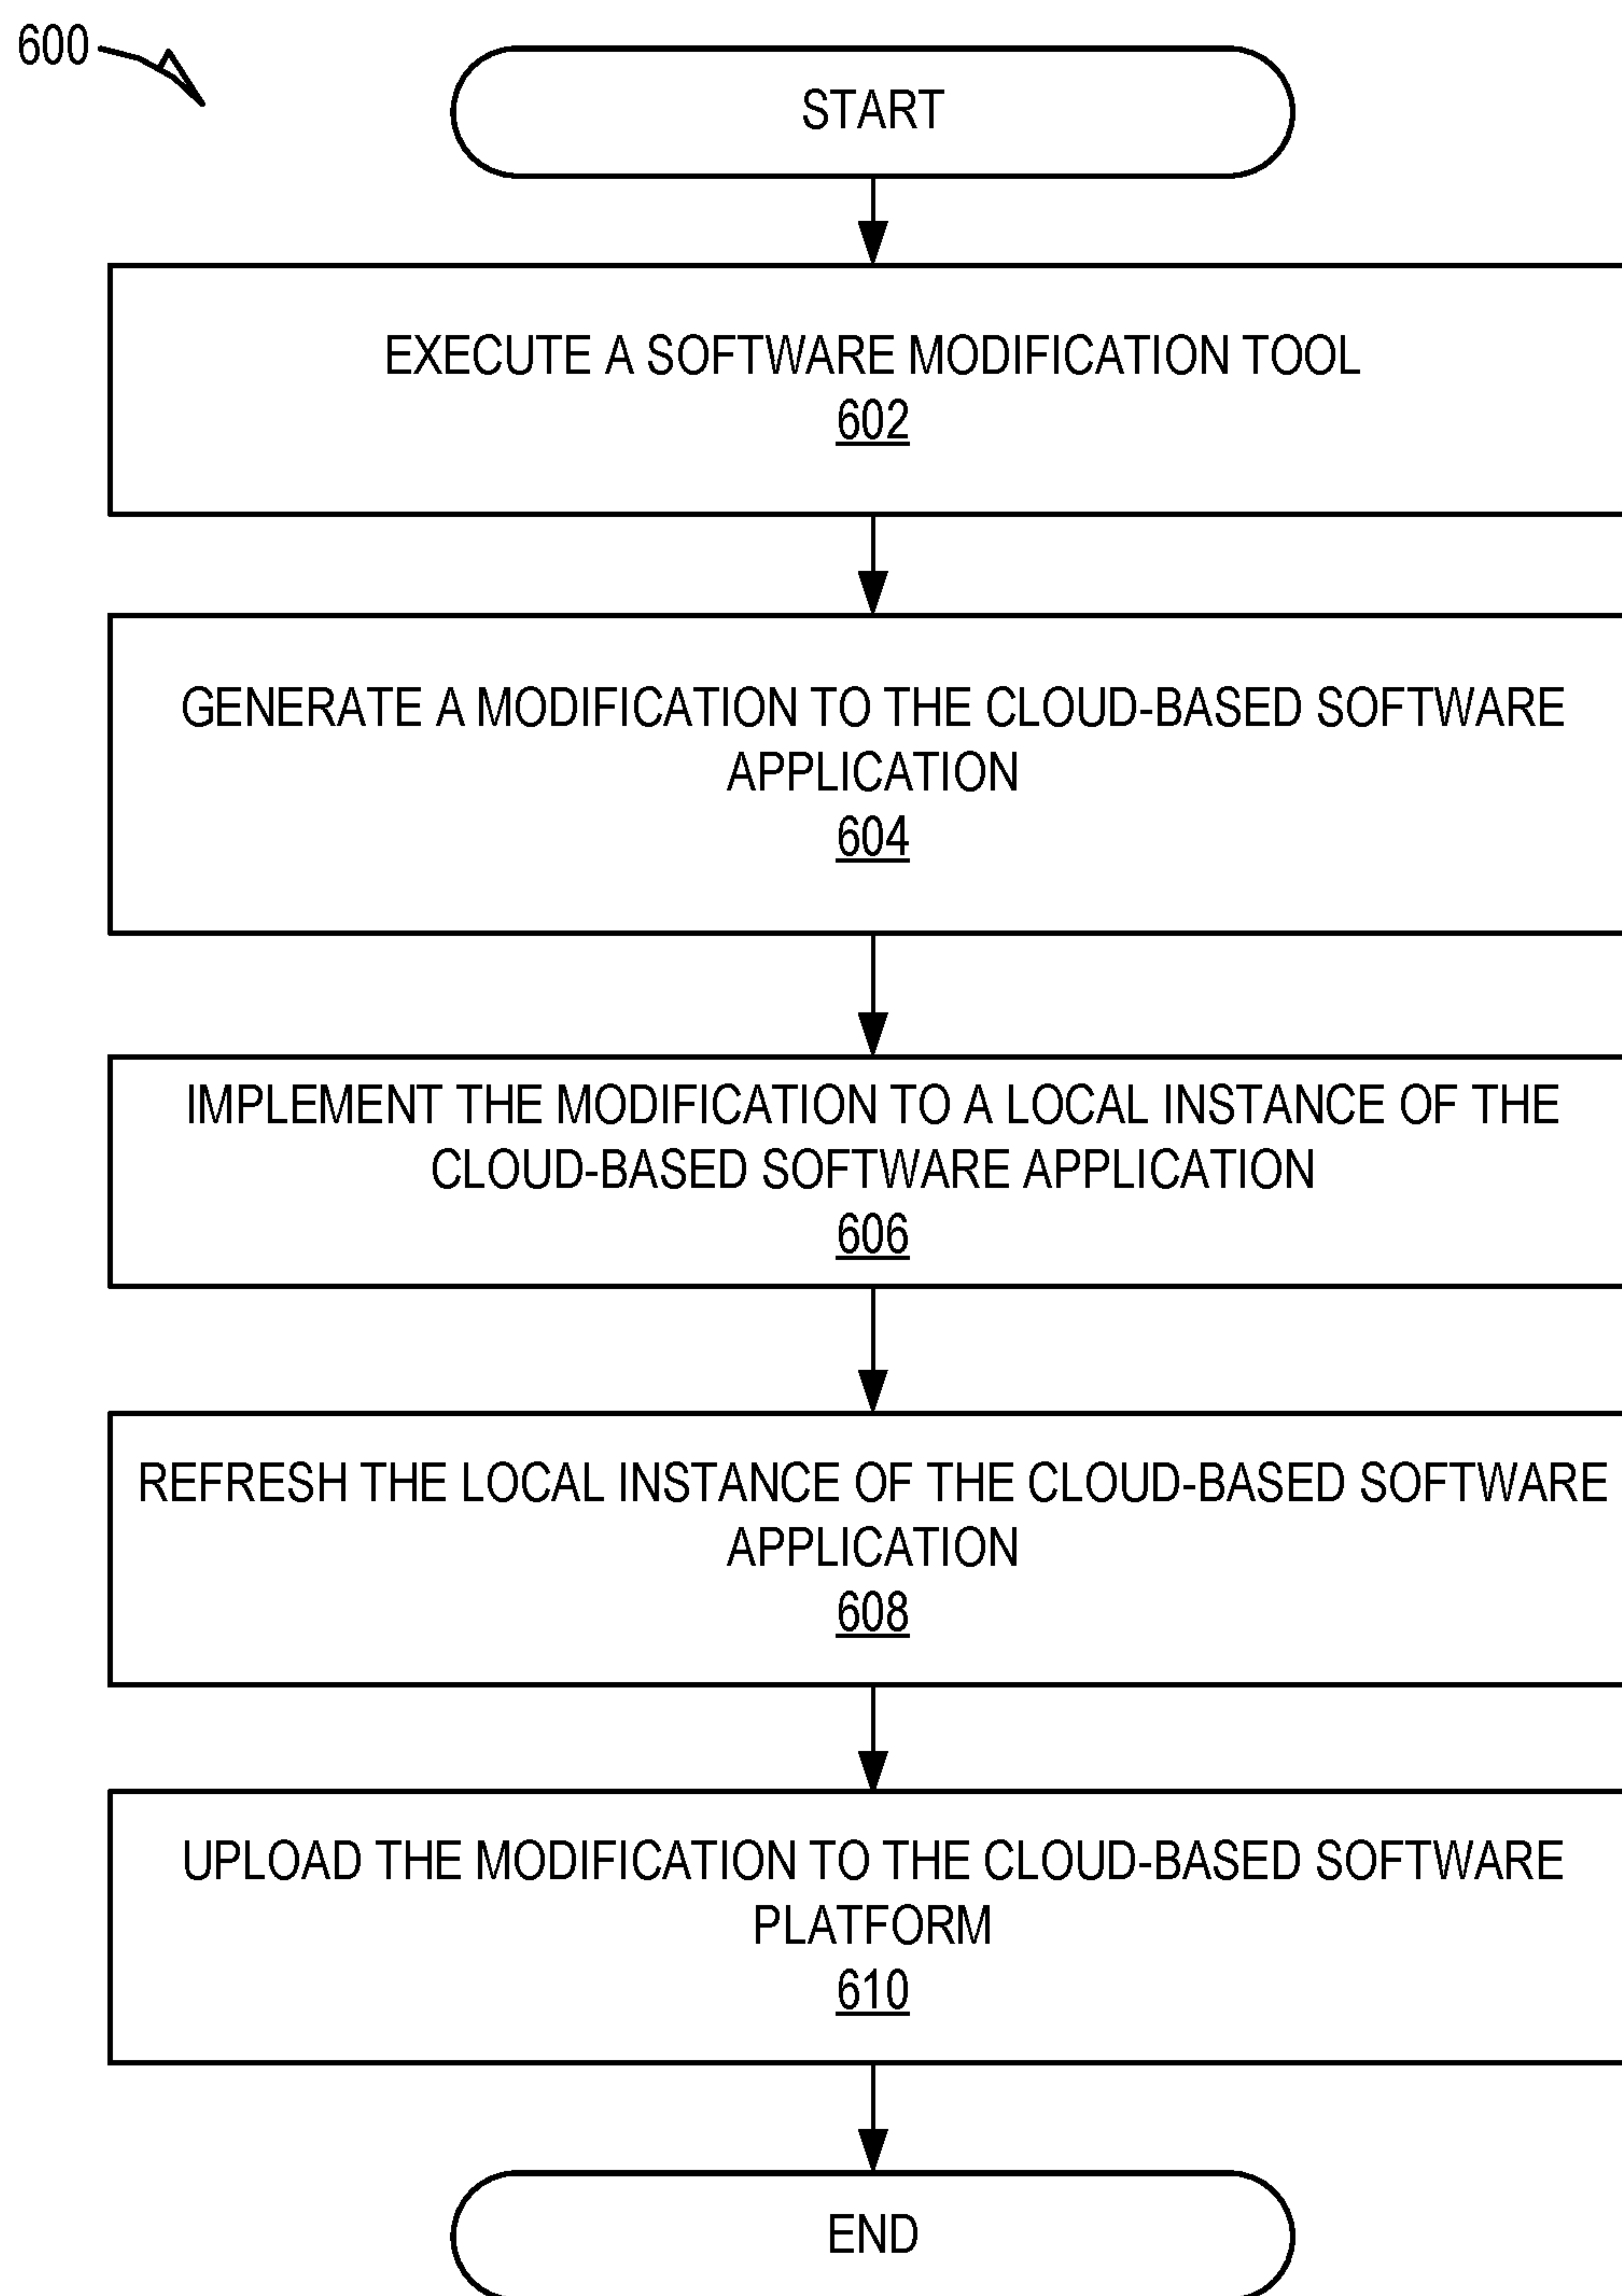 600
START
EXECUTE A SOFTWARE MODIFICATION TOOL
602
GENERATE A MODIFICATION TO THE CLOUD-BASED SOFTWARE
APPLICATION
604
IMPLEMENT THE MODIFICATION TO A LOCAL INSTANCE OF THE
CLOUD-BASED SOFTWARE APPLICATION
606
REFRESH THE LOCAL INSTANCE OF THE CLOUD-BASED SOFTWARE
APPLICATION
608
UPLOAD THE MODIFICATION TO THE CLOUD-BASED SOFTWARE
PLATFORM
610
END